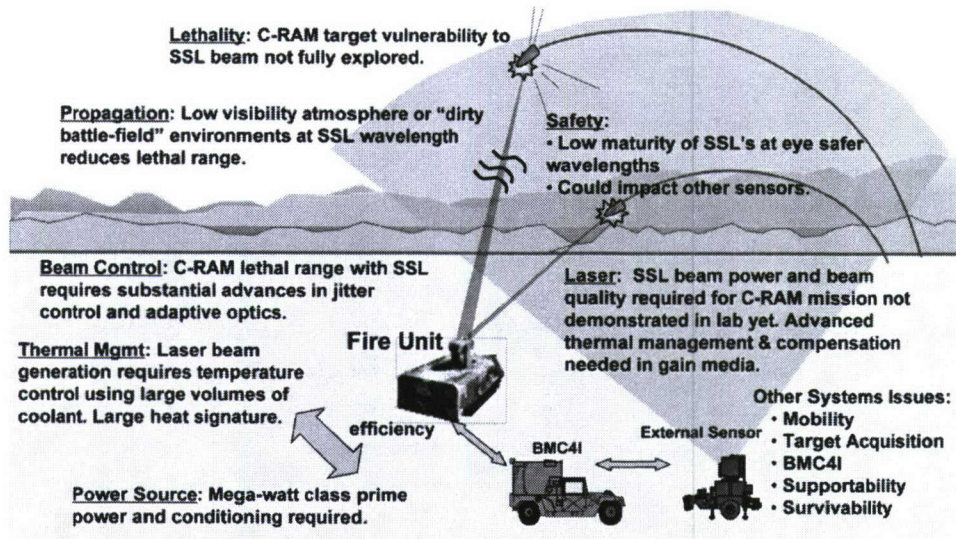 Lethality: C-RAM target vulnerability to
SSL beam not fully explored.
Propagation: Low visibility atmosphere or "dirty
battle-field" environments at SSL wavelength
reduces lethal range.
Safety:
• Low maturity of SSL's at eye safer
wavelengths
• Could impact other sensors.
Beam Control: C-RAM lethal range with SSL
requires substantial advances in jitter
control and adaptive optics.
Laser: SSL beam power and beam
quality required for C-RAM mission not
demonstrated in lab yet. Advanced
thermal management & compensation
needed in gain media.
Fire Unit
Thermal Mgmt: Laser beam
generation requires temperature
control using large volumes of
coolant. Large heat signature.
efficiency
BMC4I
External Sensor
Other Systems Issues:
• Mobility
• Target Acquisition
• BMC4I
• Supportability
• Survivability
Power Source: Mega-watt class prime
power and conditioning required.